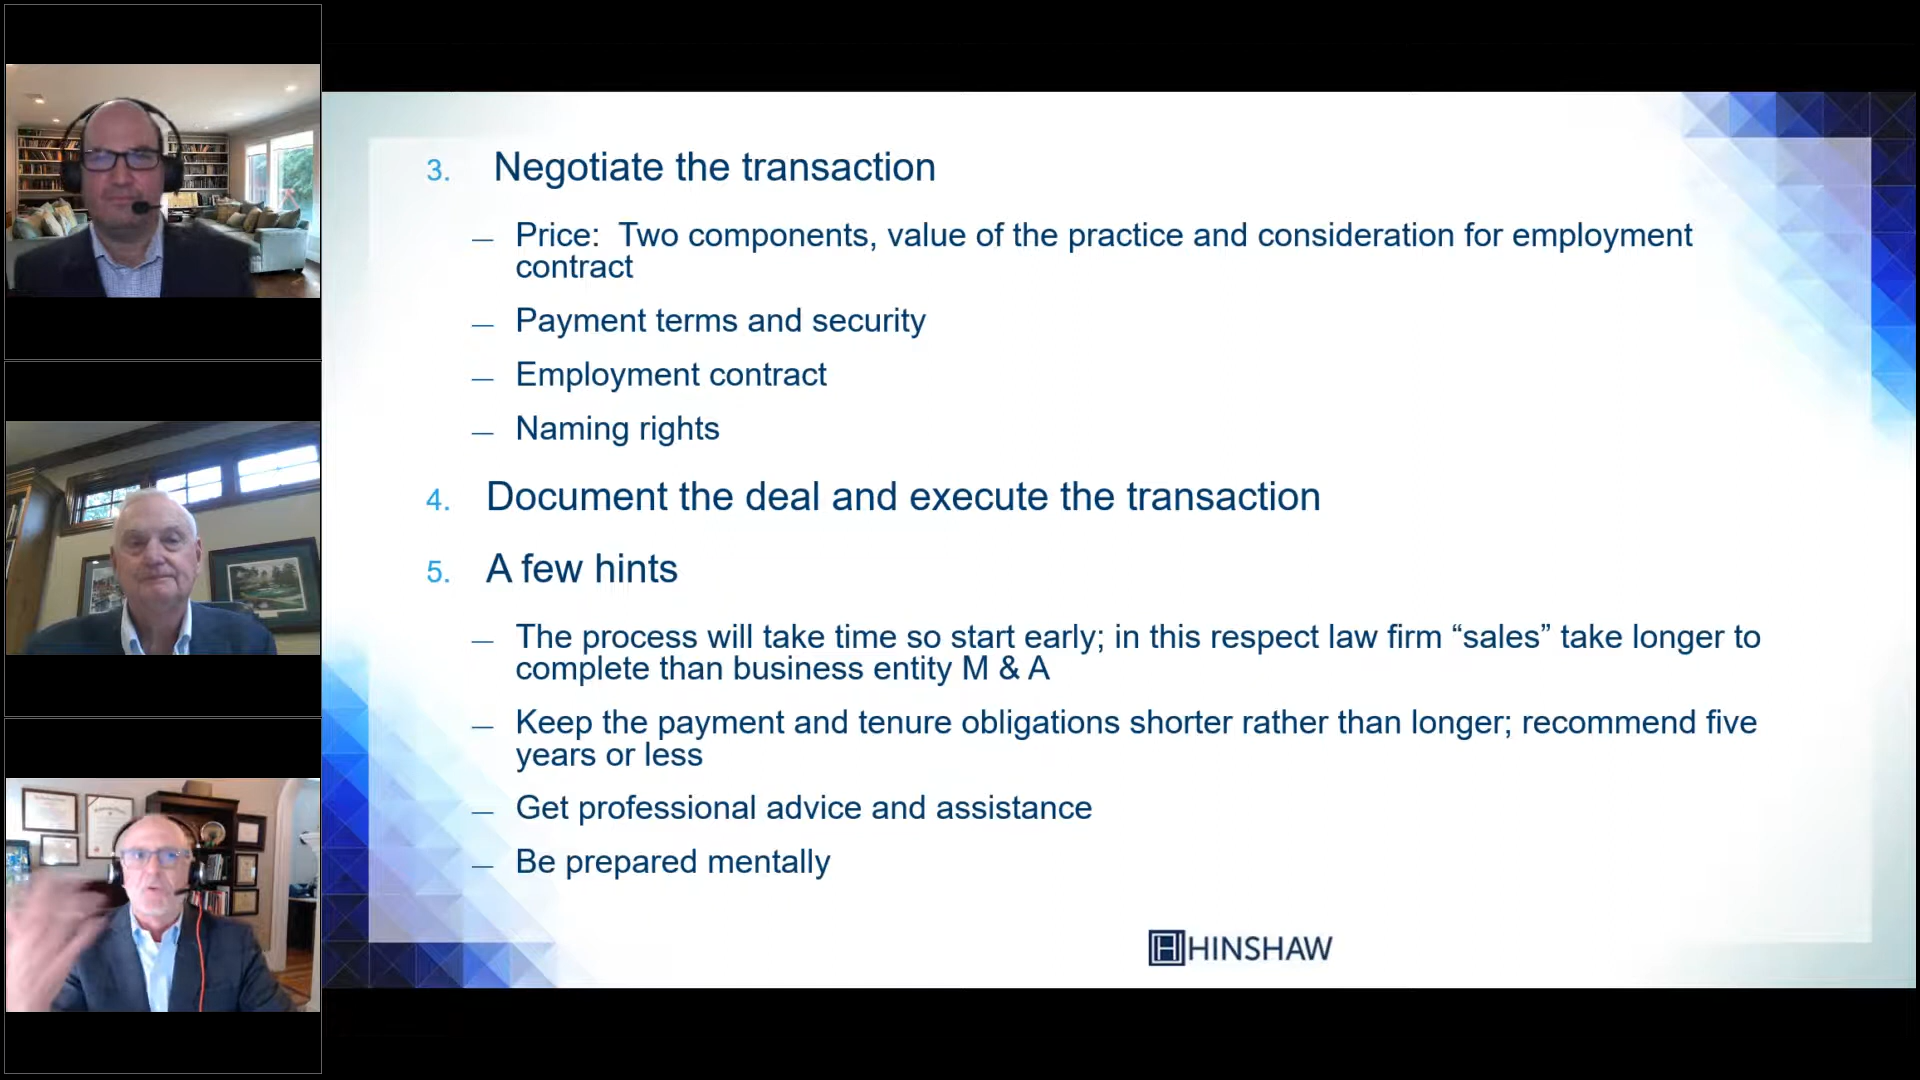 3. Negotiate the transaction
— Price: Two components, value of the practice and consideration for employment
contract
— Payment terms and security
— Employment contract
— Naming rights
4. Document the deal and execute the transaction
5. A few hints
— The process will take time so start early; in this respect law firm “sales” take longer to
complete than business entity M & A
— Keep the payment and tenure obligations shorter rather than longer; recommend five
years or less
— Get professional advice and assistance
— Be prepared mentally
HINSHAW